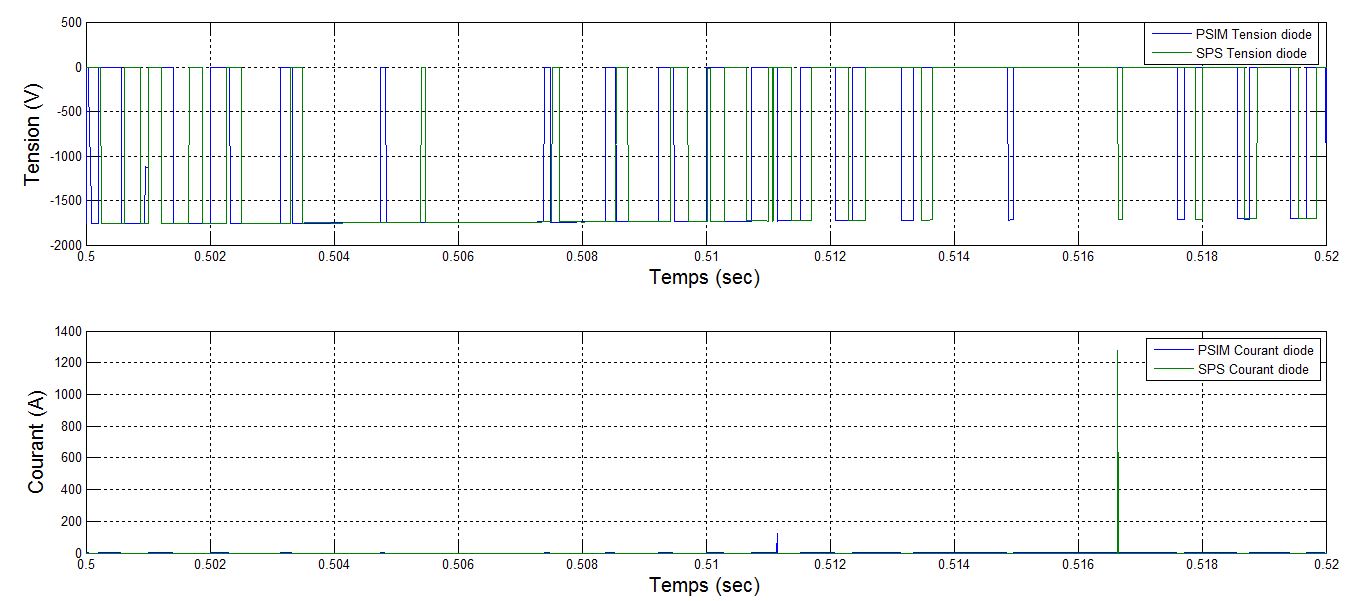 500
0
-500
-1000
-1500
-2000
Tension (V)
PSIM Tension diode
SPS Tension diode
0.5 0.502 0.504 0.506 0.508 0.51 0.512 0.514 0.516 0.518 0.52
Temps (sec)
1400
1200
1000
800
600
400
200
0
Courant (A)
PSIM Courant diode
SPS Courant diode
0.5 0.502 0.504 0.506 0.508 0.51 0.512 0.514 0.516 0.518 0.52
Temps (sec)